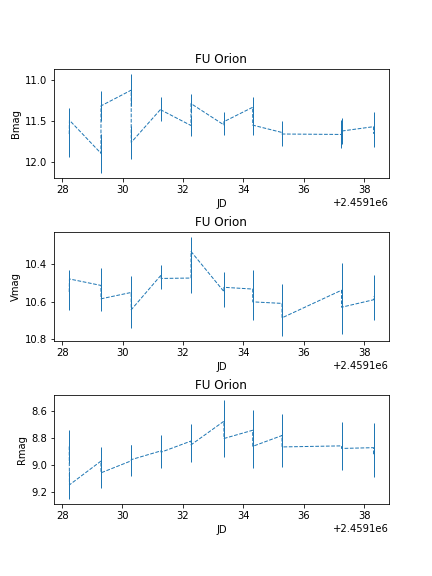 FU Orion
11.0
11.5
12.0
Bmag
28 30 32 34 36 38
JD
+2.4591e6
FU Orion
10.4
10.6
10.8
Vmag
28 30 32 34 36 38
JD
+2.4591e6
FU Orion
8.6
8.8
9.0
9.2
Rmag
28 30 32 34 36 38
JD
+2.4591e6